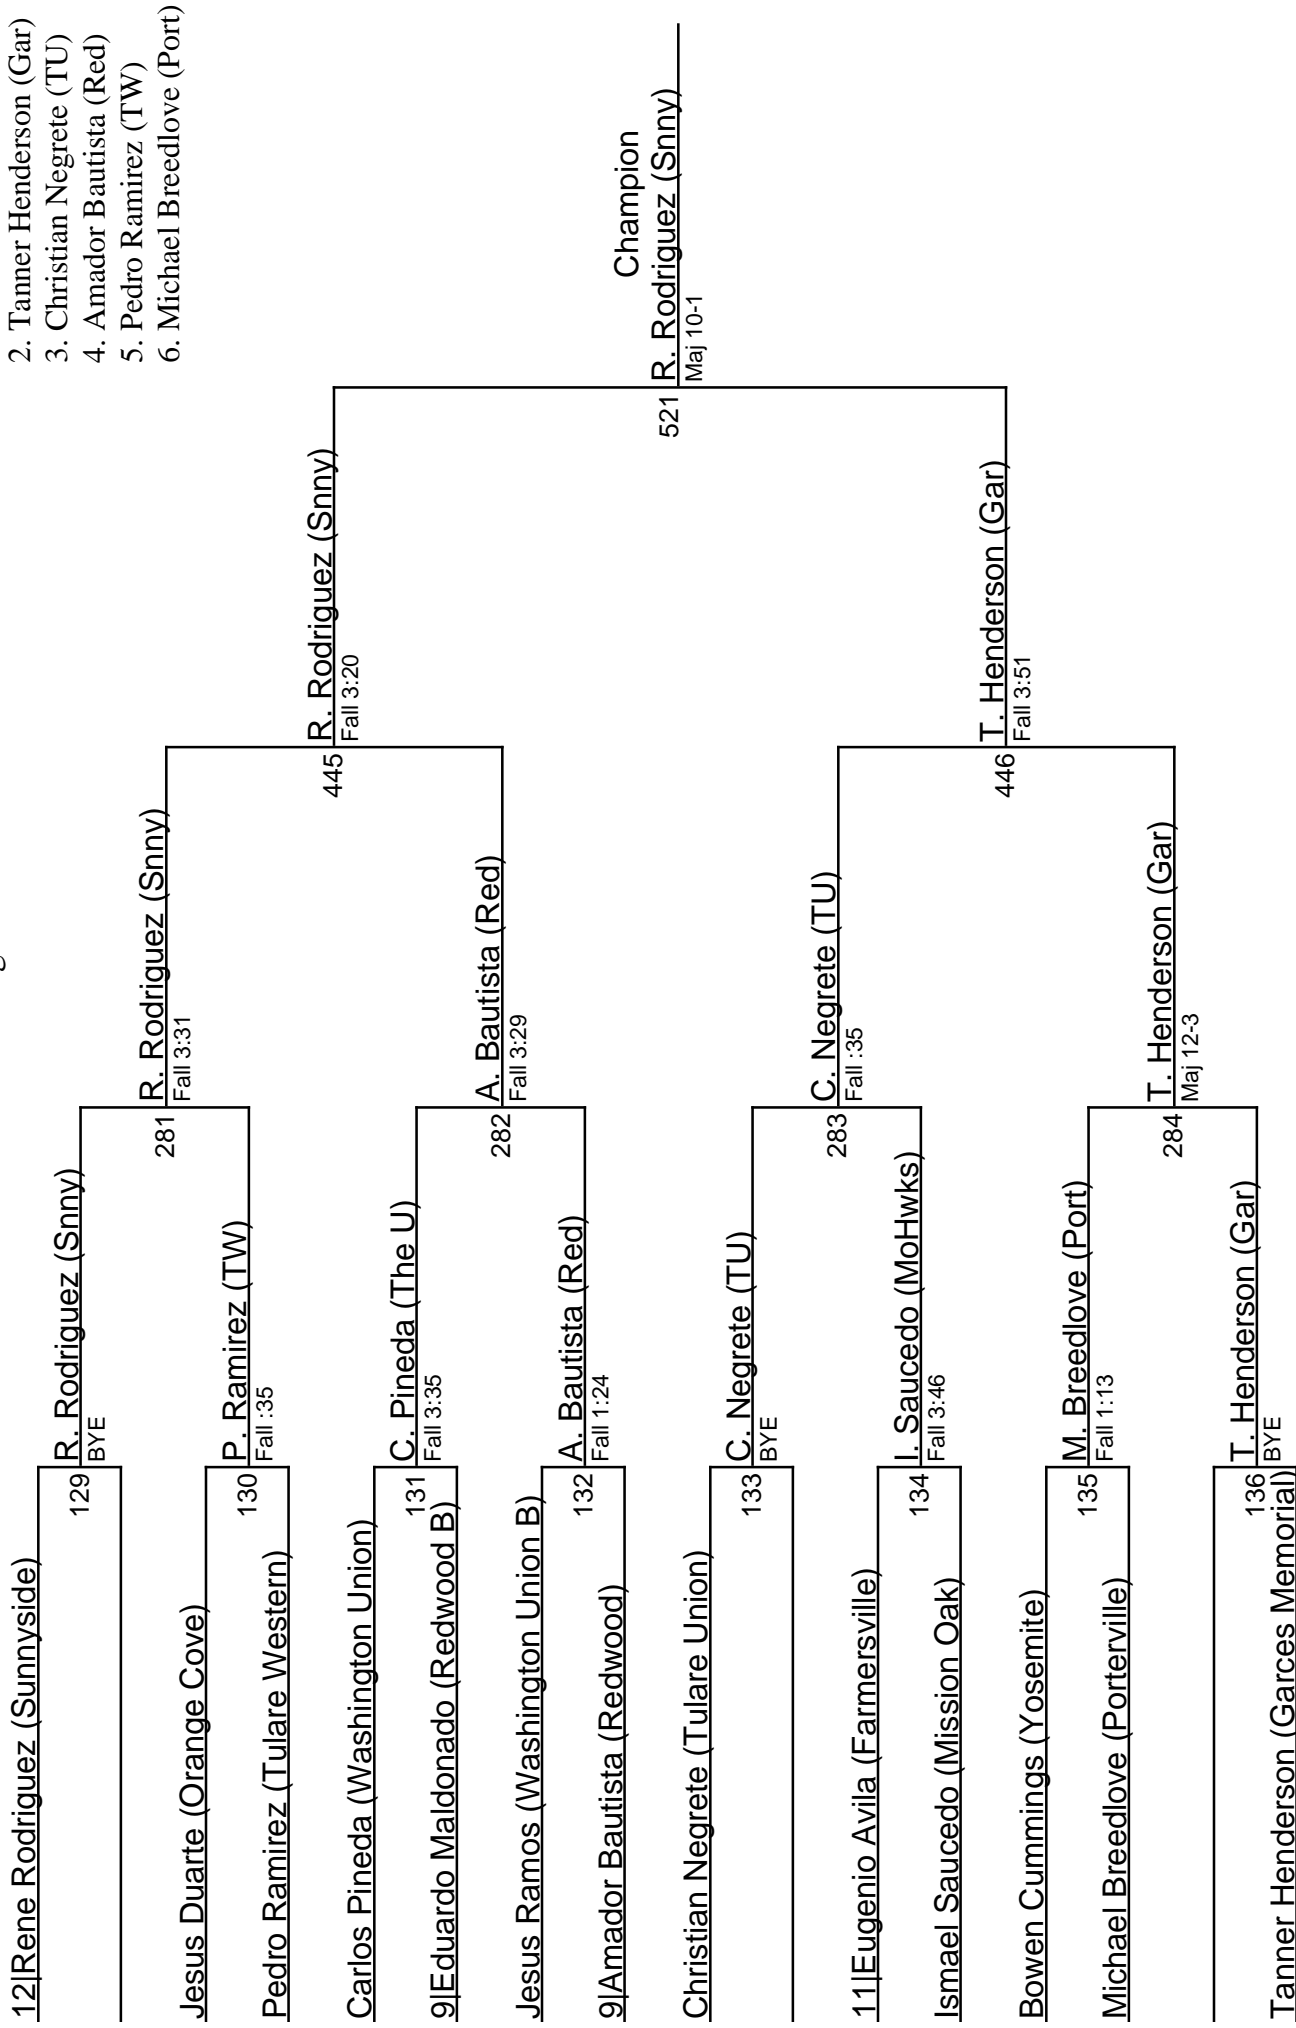 2. Tanner Henderson (Gar)
3. Christian Negrete (TU)
4. Amador Bautista (Red)
5. Pedro Ramirez (TW)
6. Michael Breedlove (Port)
12|Rene Rodriguez (Sunnyside)
129
R. Rodriguez (Snny)
BYE
Jesus Duarte (Orange Cove)
130
Pedro Ramirez (Tulare Western)
P. Ramirez (TW)
Fall :35
281
R. Rodriguez (Snny)
Fall 3:31
Carlos Pineda (Washington Union)
131
9|Eduardo Maldonado (Redwood B)
C. Pineda (The U)
Fall 3:35
Jesus Ramos (Washington Union B)
132
9|Amador Bautista (Redwood)
A. Bautista (Red)
Fall 1:24
282
A. Bautista (Red)
Fall 3:29
445
R. Rodriguez (Snny)
Fall 3:20
Christian Negrete (Tulare Union)
133
C. Negrete (TU)
BYE
11|Eugenio Avila (Farmersville)
134
Ismael Saucedo (Mission Oak)
I. Saucedo (MoHwks)
Fall 3:46
283
C. Negrete (TU)
Fall :35
Bowen Cummings (Yosemite)
135
Michael Breedlove (Porterville)
M. Breedlove (Port)
Fall 1:13
136
Tanner Henderson (Garces Memorial)
T. Henderson (Gar)
BYE
284
T. Henderson (Gar)
Maj 12-3
446
T. Henderson (Gar)
Fall 3:51
521
Champion
R. Rodriguez (Snny)
Maj 10-1